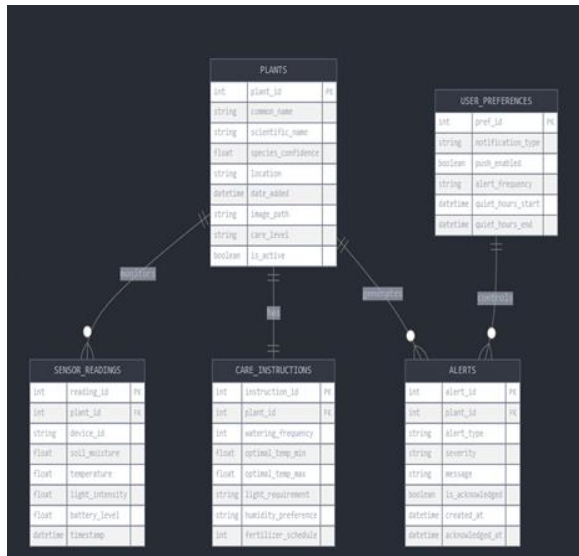 PLANTS
int plant_id PK
string common_name
string scientific_name
float species_confidence
string location
datetime date_added
string image_path
string care_level
boolean is_active
USER_PREFERENCES
int pref_id PK
string notification_type
boolean push_enabled
string alert_frequency
datetime quiet_hours_start
datetime quiet_hours_end
monitors
has
generates
controls
SENSOR_READINGS
int reading_id PK
int plant_id FK
string device_id
float soil_moisture
float temperature
float light_intensity
float battery_level
datetime timestamp
CARE_INSTRUCTIONS
int instruction_id PK
int plant_id FK
int watering_frequency
float optimal_temp_min
float optimal_temp_max
string light_requirement
string humidity_preference
int fertilizer_schedule
ALERTS
int alert_id PK
int plant_id FK
string alert_type
string severity
string message
boolean is_acknowledged
datetime created_at
datetime acknowledged_at